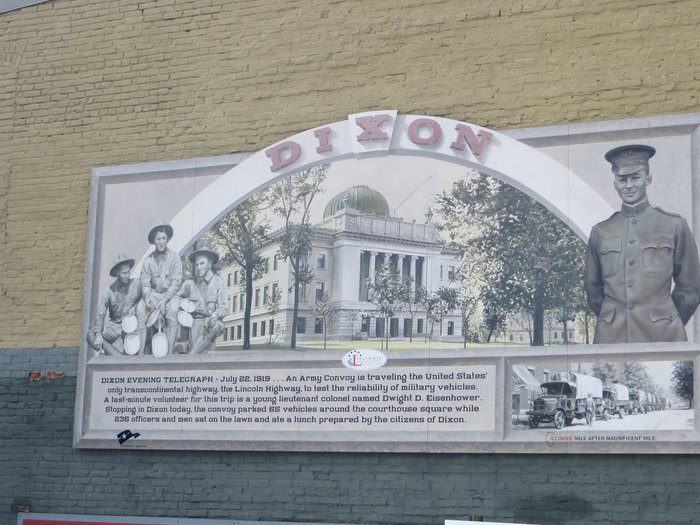 DIXON
ILLINOIS
DIXON EVENING TELEGRAPH - July 22, 1919 . . . An Army Convoy is traveling the United States'
only transcontinental highway, the Lincoln Highway, to test the reliability of military vehicles.
A last-minute volunteer for this trip is a young lieutenant colonel named Dwight D. Eisenhower.
Stopping in Dixon today, the convoy parked 65 vehicles around the courthouse square while
235 officers and men sat on the lawn and ate a lunch prepared by the citizens of Dixon.
ILLINOIS: MILE AFTER MAGNIFICENT MILE.